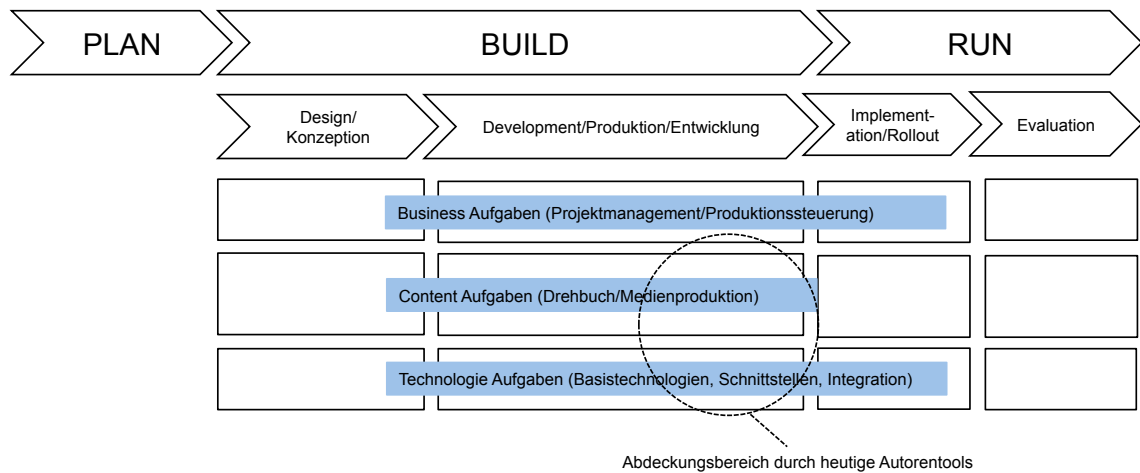 PLAN
BUILD
RUN
Design/
Konzeption
Development/Produktion/Entwicklung
Implement-
ation/Rollout
Evaluation
Business Aufgaben (Projektmanagement/Produktionssteuerung)
Content Aufgaben (Drehbuch/Medienproduktion)
Technologie Aufgaben (Basistechnologien, Schnittstellen, Integration)
Abdeckungsbereich durch heutige Autorentools